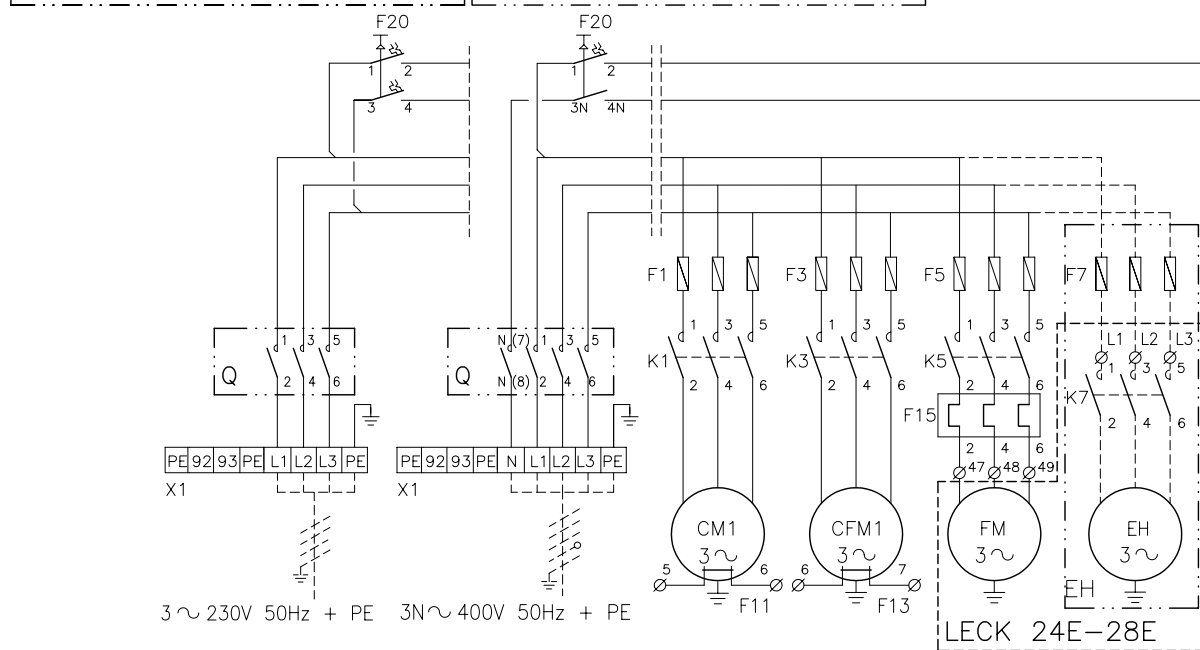 F20 F20
1 2 1 2
3 4 3N 4N
F1 F3 F5 F7
1 3 5 N(7) 1 3 5 1 3 5 1 3 5 1 3 5 L1 L2 L3
Q Q K1 K3 K5 1 3 5
2 4 6 N(8) 2 4 6 2 4 6 2 4 6 2 4 6 K7
F15 2 4 6
2 4 6
PE 92 93 PE L1 L2 L3 PE PE 92 93 PE N L1 L2 L3 PE 47 48 49
X1 X1
CM1 CFM1 FM EH
3~ 3~ 3~ 3~
5 6 6 7
F11 F13 EH
3~ 230V 50Hz + PE 3N~ 400V 50Hz + PE
LECK 24E-28E